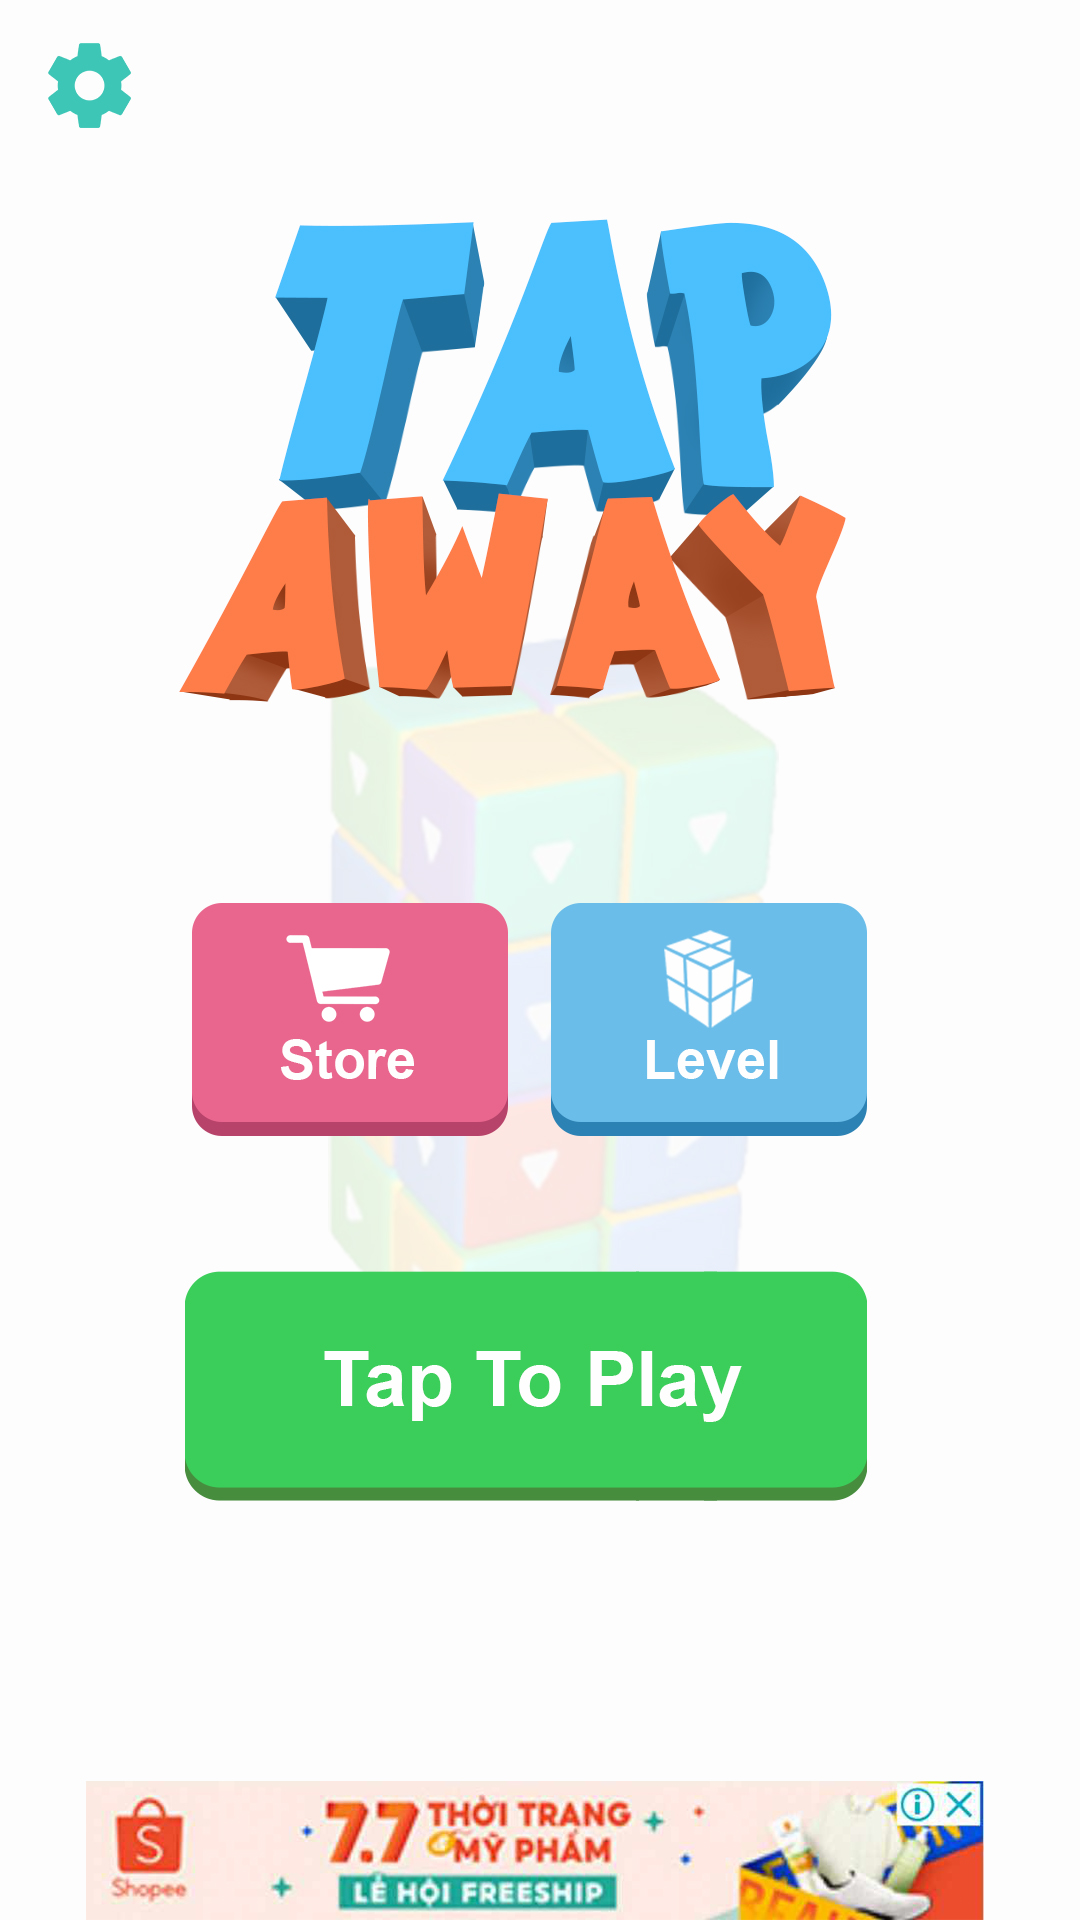 TAP
AWAY
Store
Level
Tap To Play
Shopee
7.7
THỜI TRANG
& MỸ PHẨM
LỄ HỘI FREESHIP